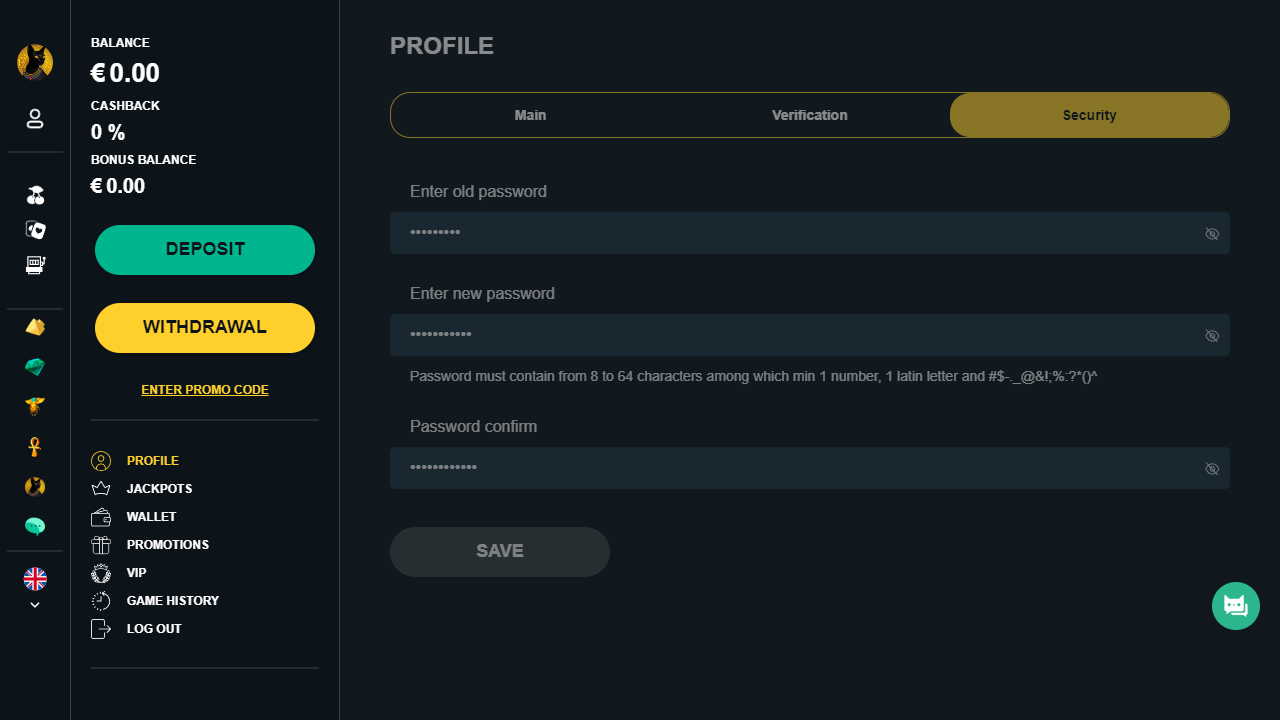 BALANCE
€ 0.00
CASHBACK
0 %
BONUS BALANCE
€ 0.00
DEPOSIT
WITHDRAWAL
ENTER PROMO CODE
PROFILE
JACKPOTS
WALLET
PROMOTIONS
VIP
GAME HISTORY
LOG OUT
PROFILE
Main Verification Security
Enter old password
•••••••••
Enter new password
•••••••••••
Password must contain from 8 to 64 characters among which min 1 number, 1 latin letter and #$-._@&!;%:?*()^
Password confirm
••••••••••••
SAVE